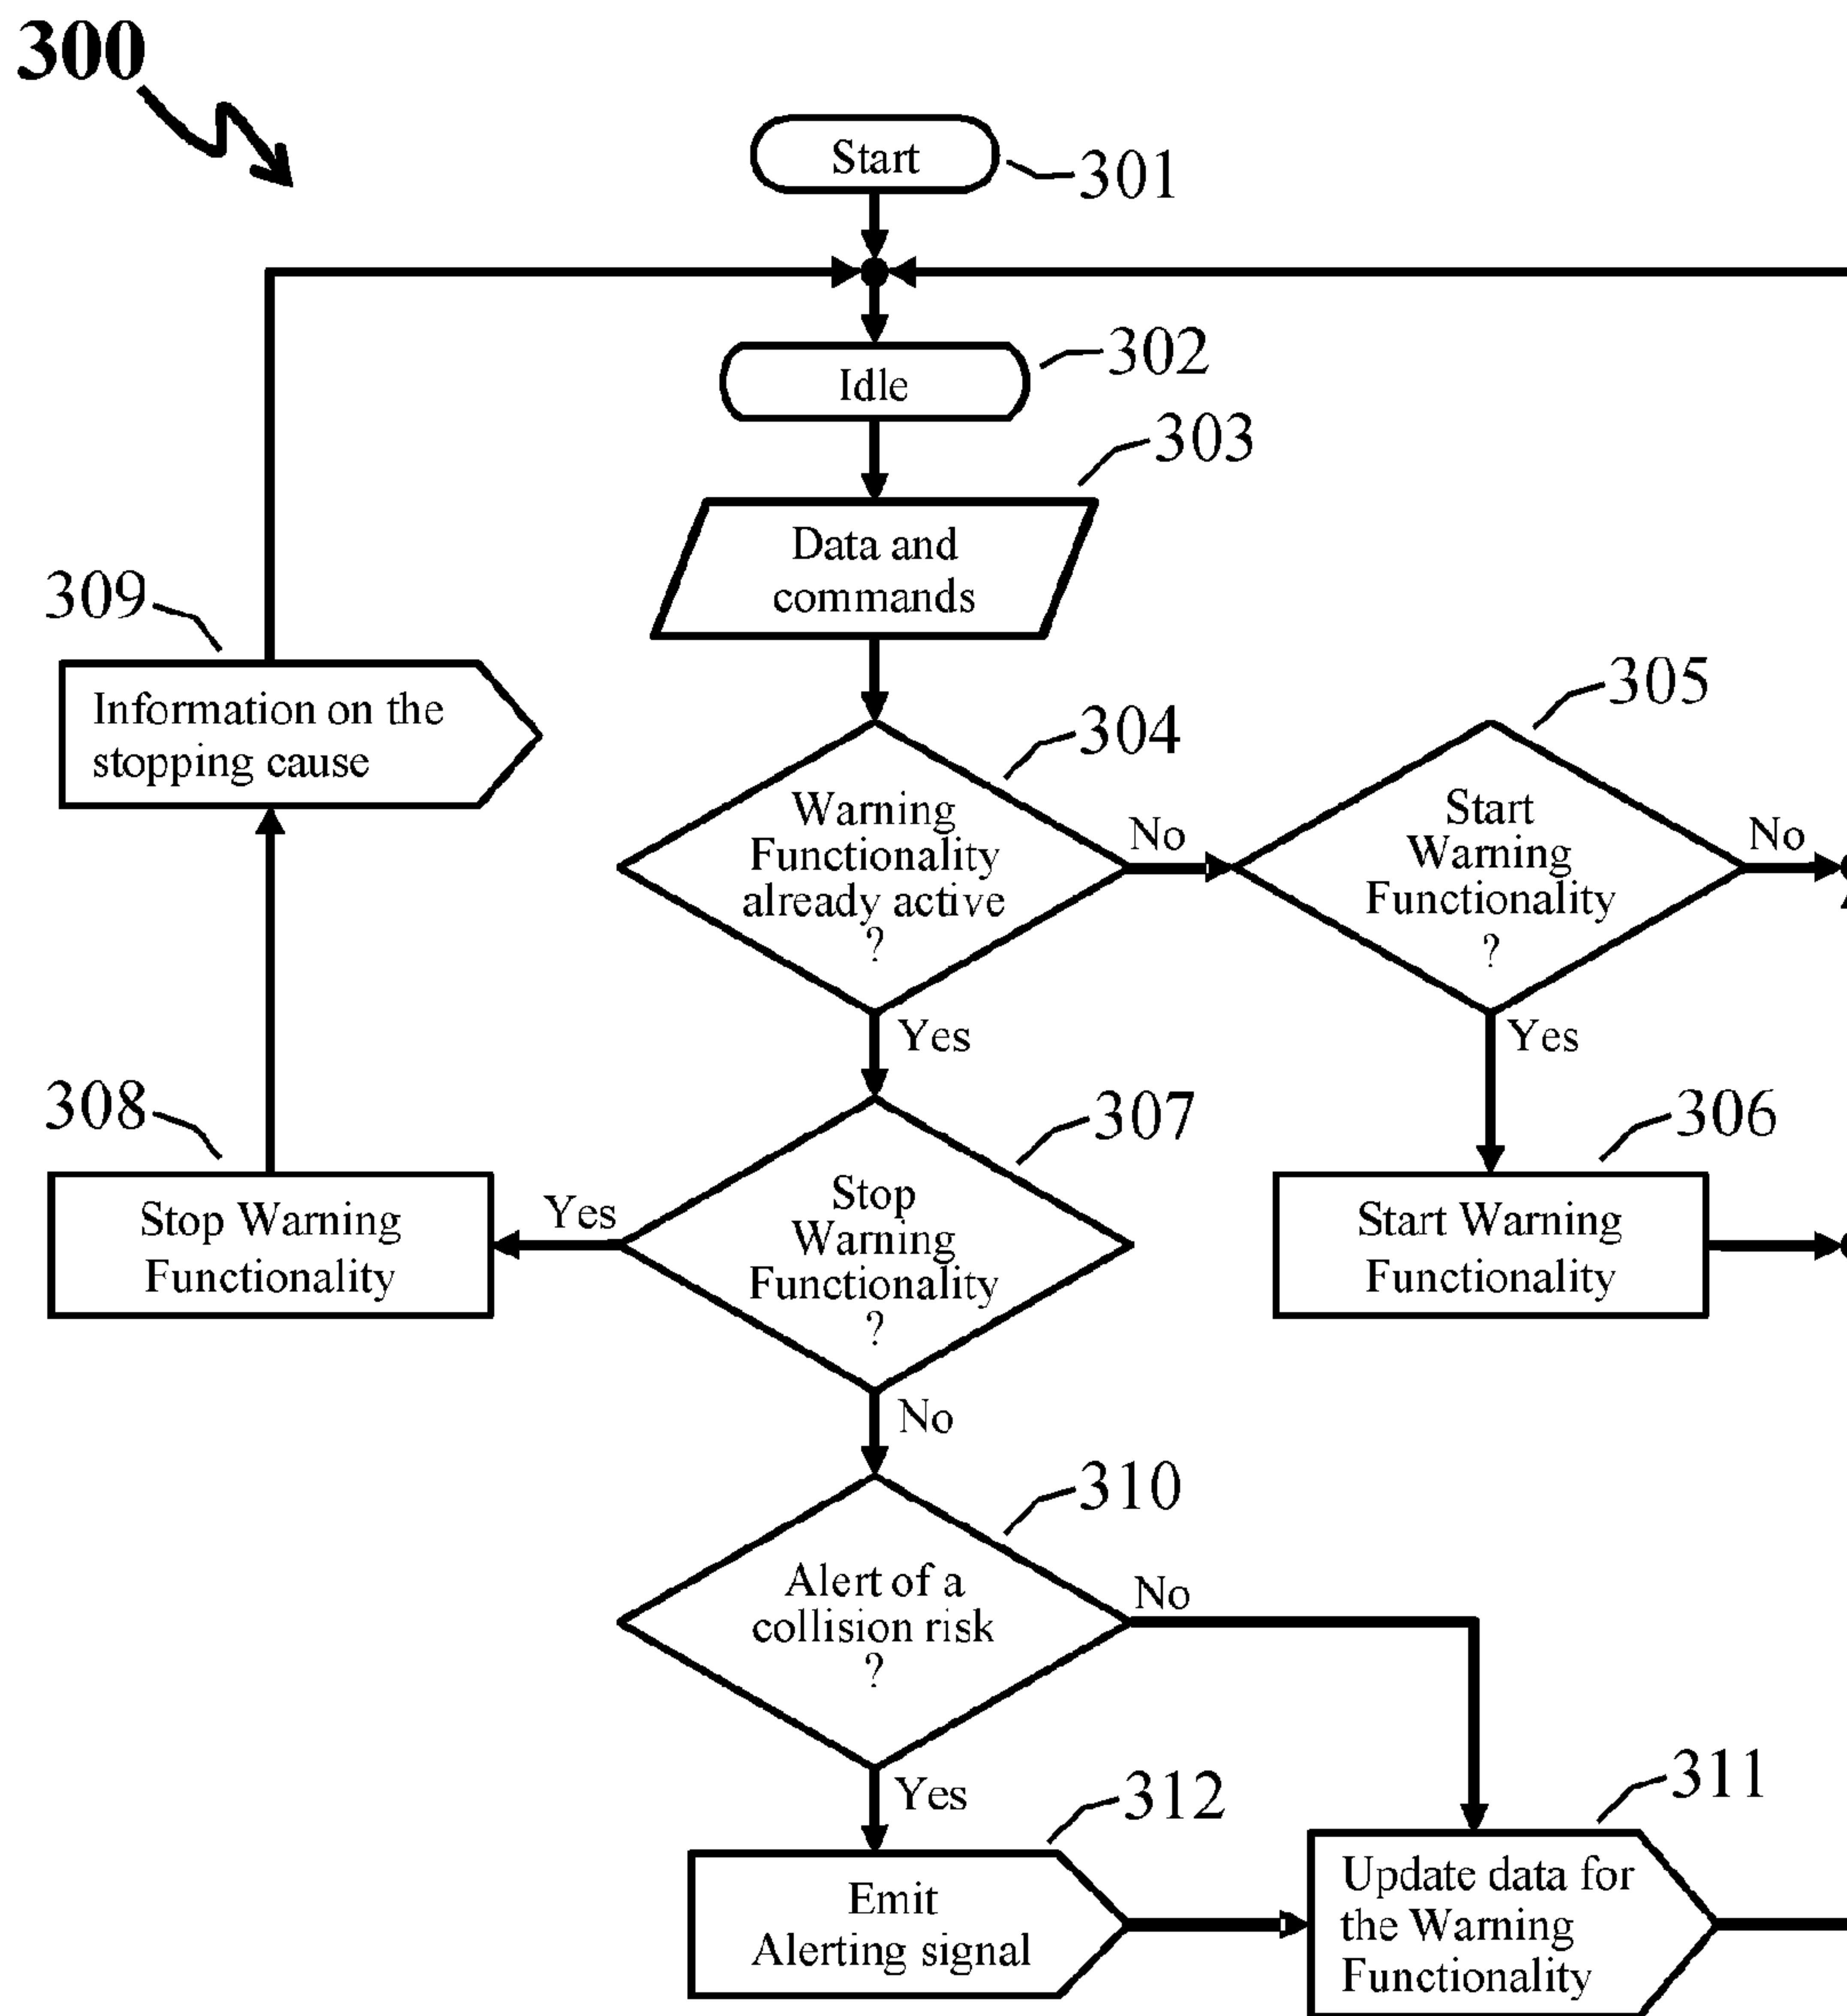 300
Start
301
Idle
302
303
Data and
commands
309
Information on the
stopping cause
304
Warning
Functionality
already active
?
No
305
Start
Warning
Functionality
?
No
Yes
Yes
308
Stop Warning
Functionality
Yes
307
Stop
Warning
Functionality
?
306
Start Warning
Functionality
No
310
Alert of a
collision risk
?
No
Yes
312
Emit
Alerting signal
311
Update data for
the Warning
Functionality